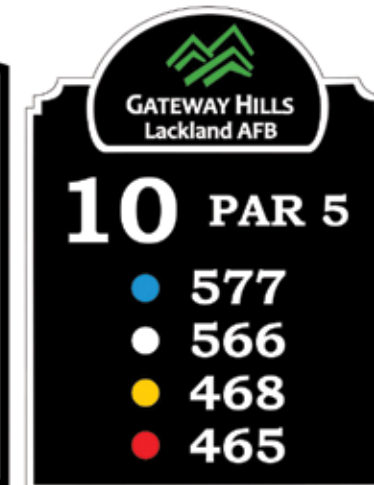 GATEWAY HILLS
Lackland AFB
10 PAR 5
577
566
468
465